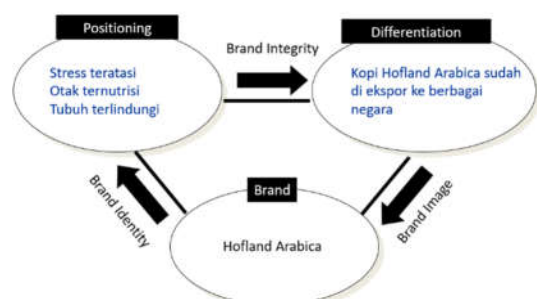 Positioning
Stress teratasi
Otak ternutrisi
Tubuh terlindungi
Brand Integrity
Differentiation
Kopi Hofland Arabica sudah
di ekspor ke berbagai
negara
Brand Identity
Brand
Hofland Arabica
Brand Image